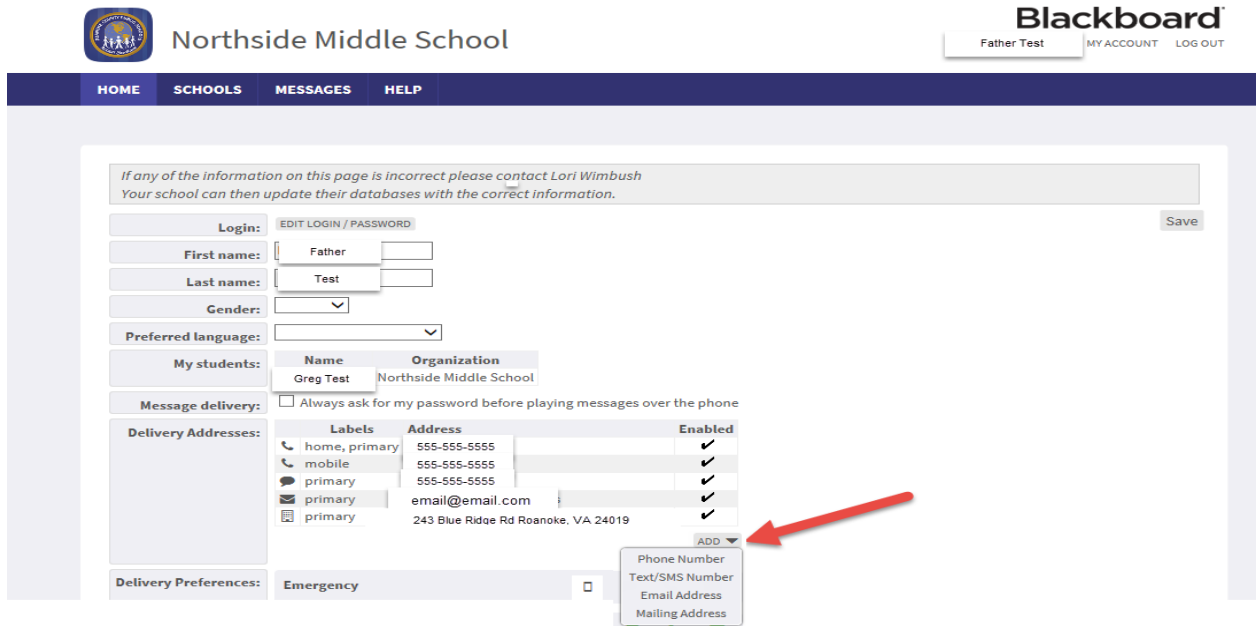 Northside Middle School
Blackboard
Father Test MY ACCOUNT LOG OUT
HOME SCHOOLS MESSAGES HELP
If any of the information on this page is incorrect please contact Lori Wimbush
Your school can then update their databases with the correct information.
Save
Login: EDIT LOGIN / PASSWORD
First name: Father
Last name: Test
Gender:
Preferred language:
My students: Name Organization
Greg Test Northside Middle School
Message delivery: Always ask for my password before playing messages over the phone
Delivery Addresses: Labels Address Enabled
home, primary 555-555-5555
mobile 555-555-5555
primary 555-555-5555
primary email@email.com
primary 243 Blue Ridge Rd Roanoke, VA 24019
ADD
Phone Number
Text/SMS Number
Email Address
Mailing Address
Delivery Preferences: Emergency